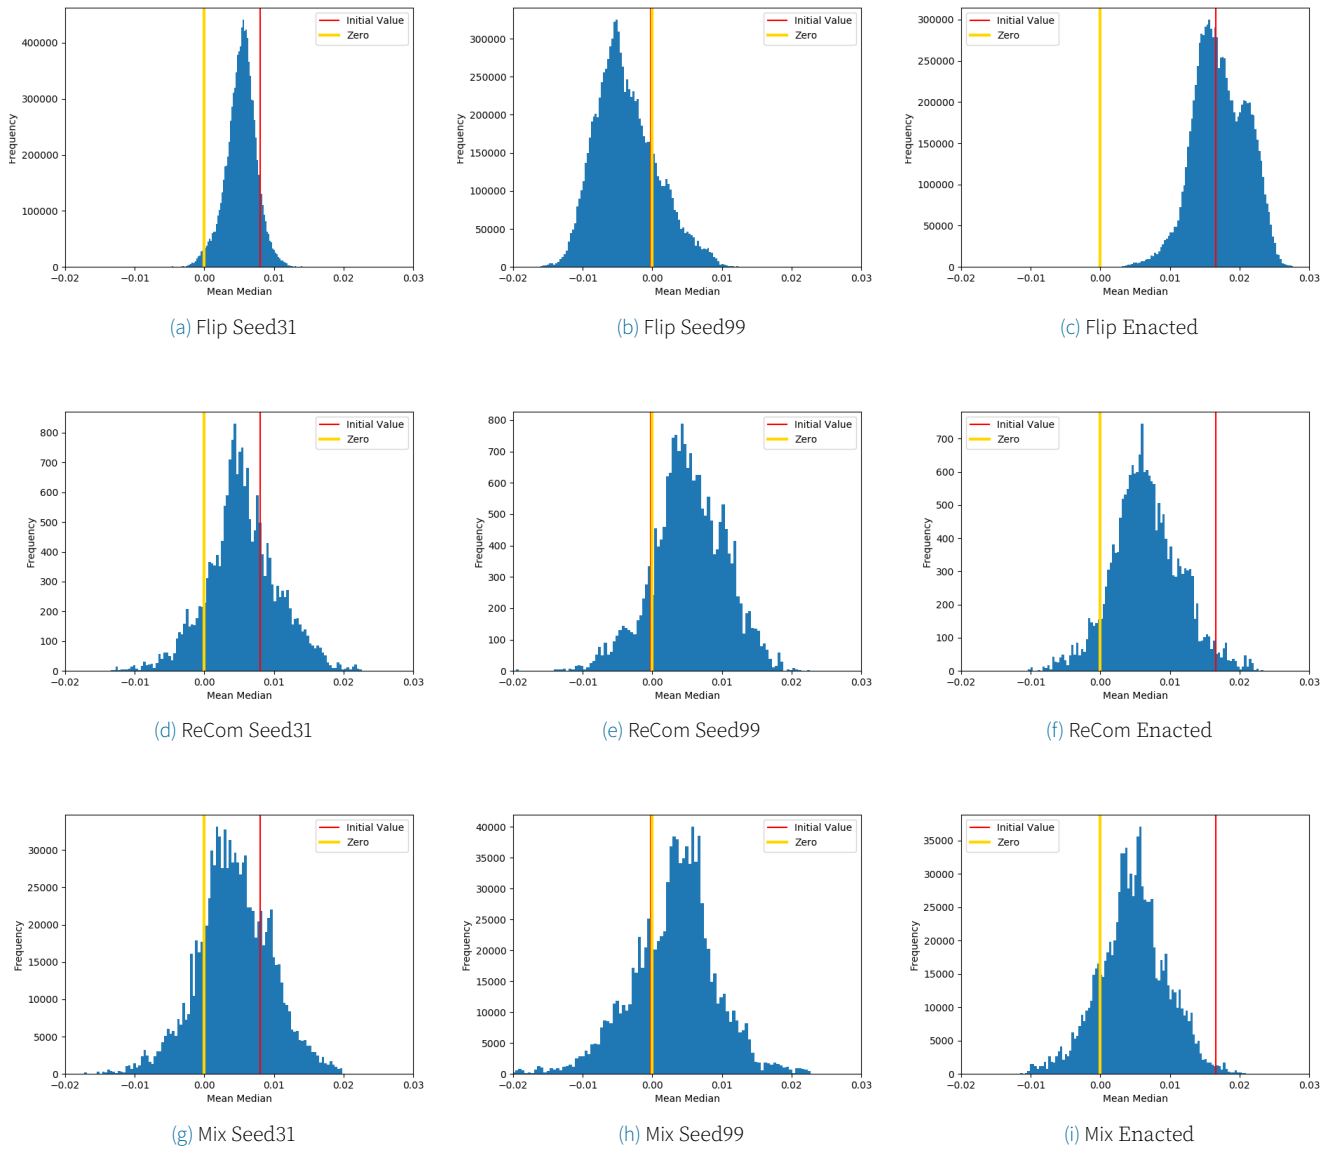 400000
300000
200000
100000
0
Frequency
−0.02 −0.01 0.00 0.01 0.02 0.03
Mean Median
Initial Value
Zero
(a) Flip Seed31
300000
250000
200000
150000
100000
50000
0
Frequency
−0.02 −0.01 0.00 0.01 0.02 0.03
Mean Median
Initial Value
Zero
(b) Flip Seed99
300000
250000
200000
150000
100000
50000
0
Frequency
−0.02 −0.01 0.00 0.01 0.02 0.03
Mean Median
Initial Value
Zero
(c) Flip Enacted
800
700
600
500
400
300
200
100
0
Frequency
−0.02 −0.01 0.00 0.01 0.02 0.03
Mean Median
Initial Value
Zero
(d) ReCom Seed31
800
700
600
500
400
300
200
100
0
Frequency
−0.02 −0.01 0.00 0.01 0.02 0.03
Mean Median
Initial Value
Zero
(e) ReCom Seed99
700
600
500
400
300
200
100
0
Frequency
−0.02 −0.01 0.00 0.01 0.02 0.03
Mean Median
Initial Value
Zero
(f) ReCom Enacted
30000
25000
20000
15000
10000
5000
0
Frequency
−0.02 −0.01 0.00 0.01 0.02 0.03
Mean Median
Initial Value
Zero
(g) Mix Seed31
40000
35000
30000
25000
20000
15000
10000
5000
0
Frequency
−0.02 −0.01 0.00 0.01 0.02 0.03
Mean Median
Initial Value
Zero
(h) Mix Seed99
35000
30000
25000
20000
15000
10000
5000
0
Frequency
−0.02 −0.01 0.00 0.01 0.02 0.03
Mean Median
Initial Value
Zero
(i) Mix Enacted